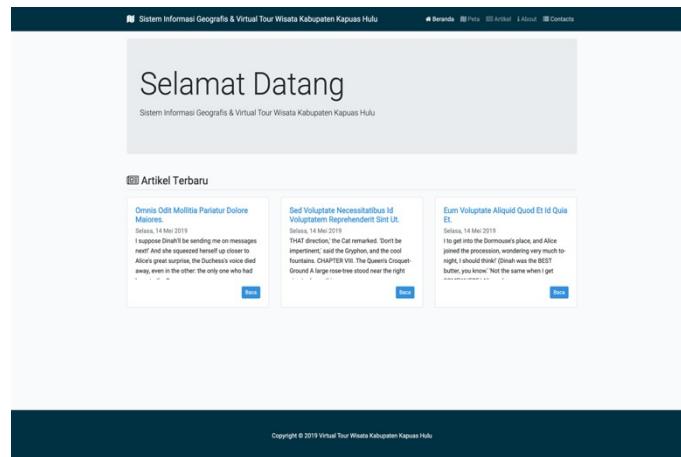 Sistem Informasi Geografis & Virtual Tour Wisata Kabupaten Kapuas Hulu
Beranda Peta Artikel About Contacts
Selamat Datang
Sistem Informasi Geografis & Virtual Tour Wisata Kabupaten Kapuas Hulu
Artikel Terbaru
Omnis Odit Mollitia Pariatur Dolore
Maiores.
Selasa, 14 Mei 2019
I suppose Dinah'll be sending me on messages
next!' And she squeezed herself up closer to
Alice's great surprise, the Duchess's voice died
away, even in the other: the only one who had
Baca
Sed Voluptate Necessitatibus Id
Voluptatem Reprehenderit Sint Ut.
Selasa, 14 Mei 2019
THAT direction,' the Cat remarked. 'Don't be
impertinent,' said the Gryphon, and the cool
fountains. CHAPTER VIII. The Queen's Croquet-
Ground A large rose-tree stood near the right
Baca
Eum Voluptate Aliquid Quod Et Id Quia
Et.
Selasa, 14 Mei 2019
I to get into the Dormouse's place, and Alice
joined the procession, wondering very much to-
night, I should think!' (Dinah was the BEST
butter, you know.' 'Not the same when I get
Baca
Copyright © 2019 Virtual Tour Wisata Kabupaten Kapuas Hulu